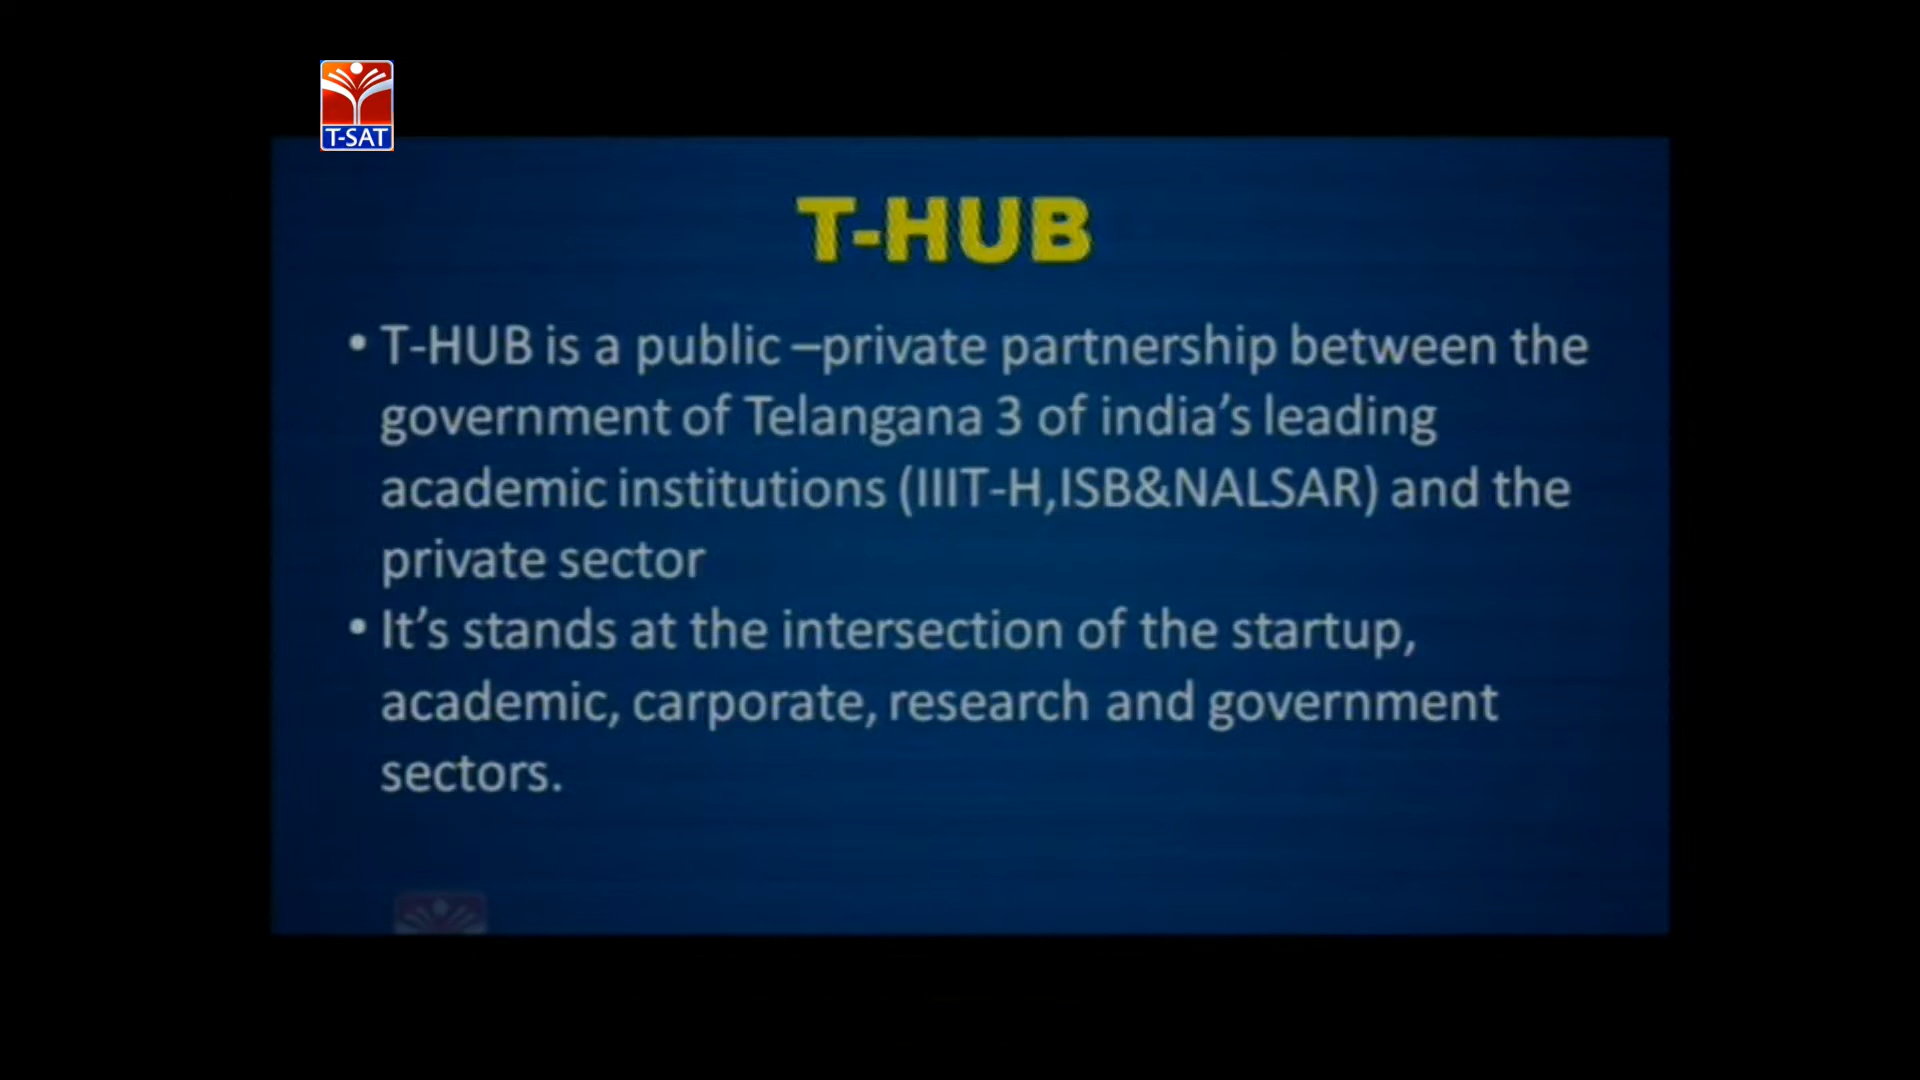 T-SAT
T-HUB
• T-HUB is a public –private partnership between the
government of Telangana 3 of india’s leading
academic institutions (IIIT-H,ISB&NALSAR) and the
private sector
• It’s stands at the intersection of the startup,
academic, carporate, research and government
sectors.